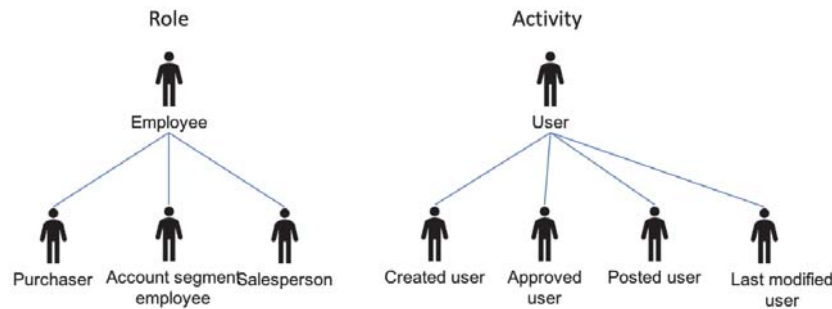 Role
Activity
Employee
User
Purchaser
Account segment
employee
Salesperson
Created user
Approved
user
Posted user
Last modified
user